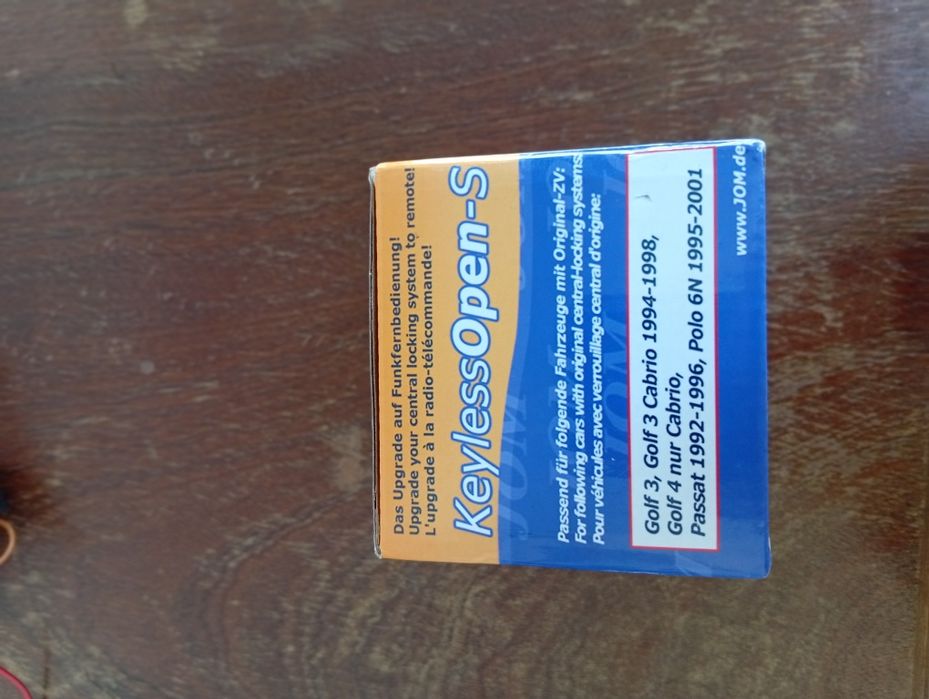 Das Upgrade auf Funkfernbedienung!
Upgrade your central locking system to remote!
L'upgrade à la radio-télécommande!
KeylessOpen-S
Passend für folgende Fahrzeuge mit Original-ZV:
For following cars with original central-locking systems:
Pour véhicules avec verrouillage central d'origine:
Golf 3, Golf 3 Cabrio 1994-1998,
Golf 4 nur Cabrio,
Passat 1992-1996, Polo 6N 1995-2001
www.JOM.de